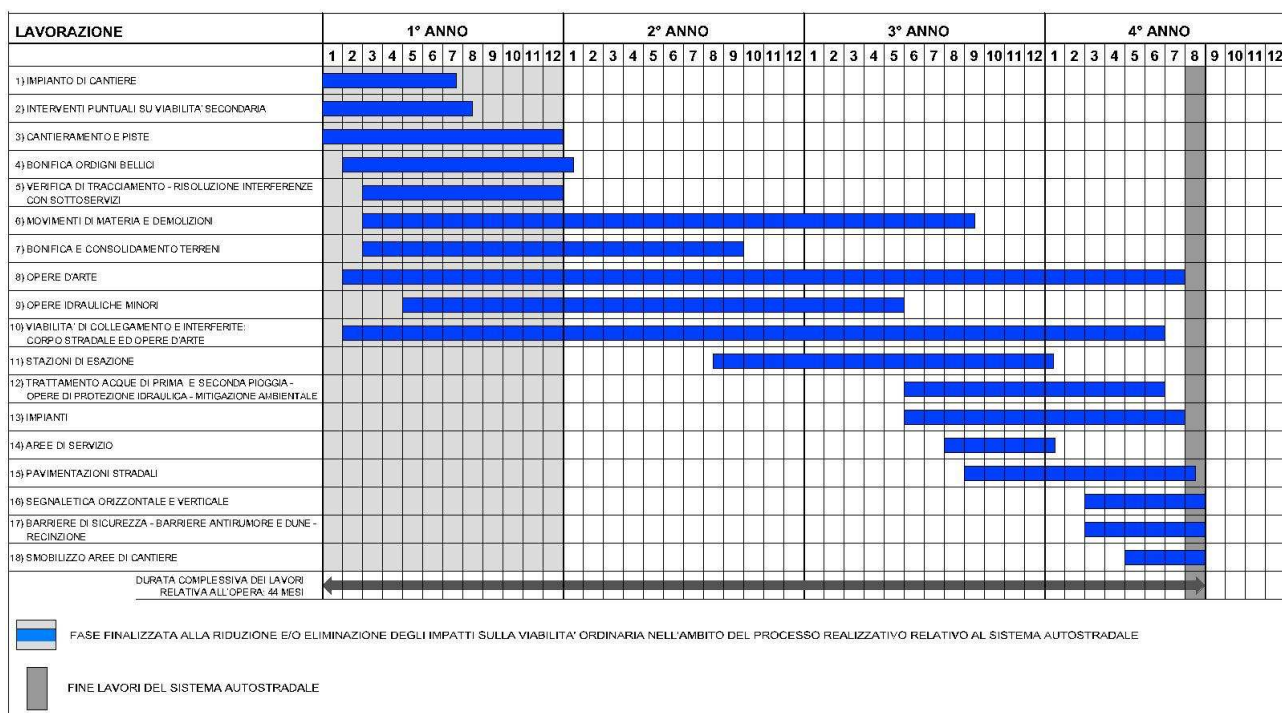 LAVORAZIONE 1° ANNO 2° ANNO 3° ANNO 4° ANNO
1 2 3 4 5 6 7 8 9 10 11 12 1 2 3 4 5 6 7 8 9 10 11 12 1 2 3 4 5 6 7 8 9 10 11 12 1 2 3 4 5 6 7 8 9 10 11 12
1) IMPIANTO DI CANTIERE
2) INTERVENTI PUNTUALI SU VIABILITA' SECONDARIA
3) CANTIERAMENTO E PISTE
4) BONIFICA ORDIGNI BELLICI
5) VERIFICA DI TRACCIAMENTO - RISOLUZIONE INTERFERENZE
CON SOTTOSERVIZI
6) MOVIMENTI DI MATERIA E DEMOLIZIONI
7) BONIFICA E CONSOLIDAMENTO TERRENI
8) OPERE D'ARTE
9) OPERE IDRAULICHE MINORI
10) VIABILITA' DI COLLEGAMENTO E INTERFERITE:
CORPO STRADALE ED OPERE D'ARTE
11) STAZIONI DI ESAZIONE
12) TRATTAMENTO ACQUE DI PRIMA E SECONDA PIOGGIA -
OPERE DI PROTEZIONE IDRAULICA - MITIGAZIONE AMBIENTALE
13) IMPIANTI
14) AREE DI SERVIZIO
15) PAVIMENTAZIONI STRADALI
16) SEGNALETICA ORIZZONTALE E VERTICALE
17) BARRIERE DI SICUREZZA - BARRIERE ANTIRUMORE E DUNE -
RECINZIONE
18) SMOBILIZZO AREE DI CANTIERE
DURATA COMPLESSIVA DEI LAVORI
RELATIVA ALL'OPERA: 44 MESI
FASE FINALIZZATA ALLA RIDUZIONE E/O ELIMINAZIONE DEGLI IMPATTI SULLA VIABILITA' ORDINARIA NELL'AMBITO DEL PROCESSO REALIZZATIVO RELATIVO AL SISTEMA AUTOSTRADALE
FINE LAVORI DEL SISTEMA AUTOSTRADALE